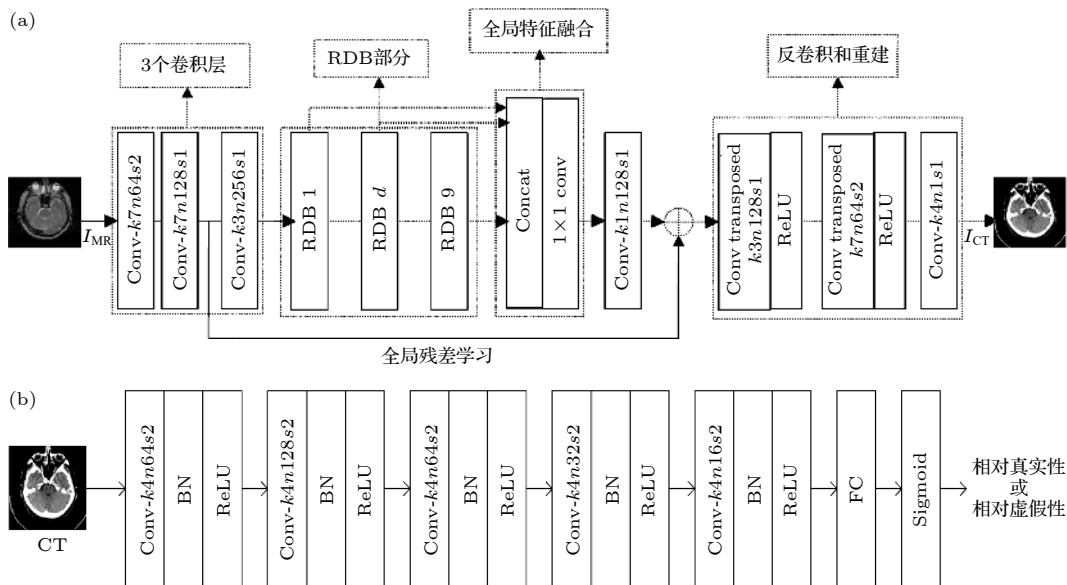 (a)
全局特征融合
3个卷积层
RDB部分
反卷积和重建
I_MR
Conv-k7n64s2
Conv-k7n128s1
Conv-k3n256s1
RDB 1
RDB d
RDB 9
Concat
1×1 conv
Conv-k1n128s1
Conv transposed
k3n128s1
ReLU
Conv transposed
k7n64s2
ReLU
Conv-k4n1s1
I_CT
全局残差学习
(b)
CT
Conv-k4n64s2
BN
ReLU
Conv-k4n128s2
BN
ReLU
Conv-k4n64s2
BN
ReLU
Conv-k4n32s2
BN
ReLU
Conv-k4n16s2
BN
ReLU
FC
Sigmoid
相对真实性
或
相对虚假性